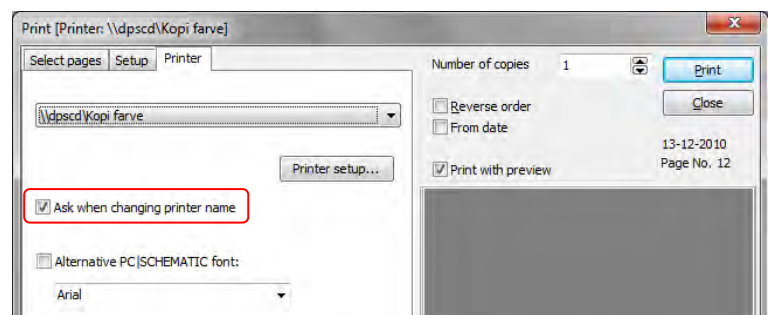 Print [Printer: \\dpscd\Kopi farve]
Select pages Setup Printer
\\dpscd\Kopi farve
Printer setup...
Ask when changing printer name
Alternative PC|SCHEMATIC font:
Arial
Number of copies 1
Print
Reverse order
Close
From date
13-12-2010
Print with preview
Page No. 12